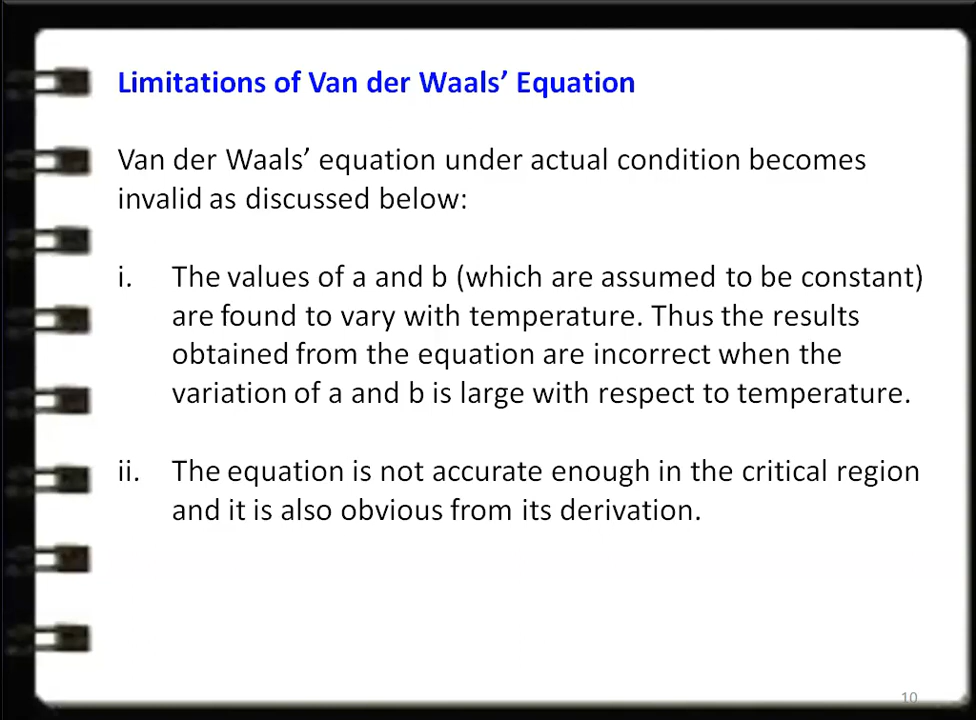 Limitations of Van der Waals’ Equation
Van der Waals’ equation under actual condition becomes
invalid as discussed below:
i. The values of a and b (which are assumed to be constant)
are found to vary with temperature. Thus the results
obtained from the equation are incorrect when the
variation of a and b is large with respect to temperature.
ii. The equation is not accurate enough in the critical region
and it is also obvious from its derivation.
10